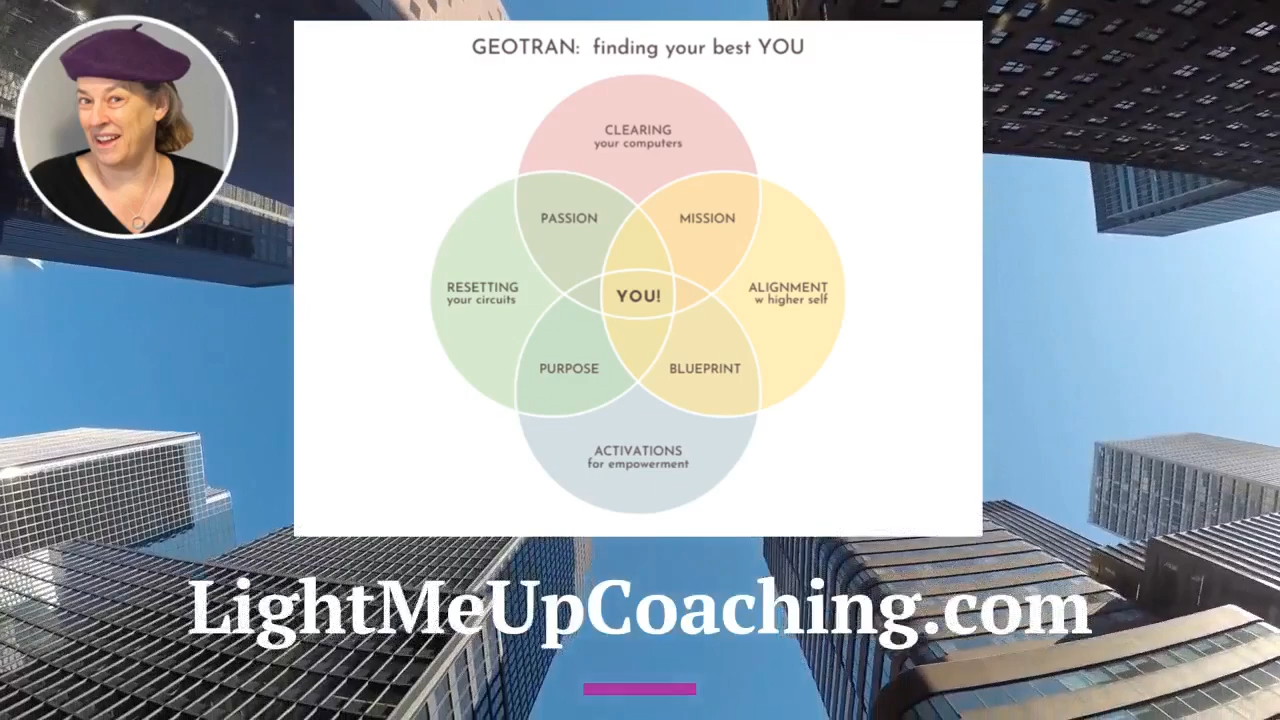 GEOTRAN: finding your best YOU
CLEARING
your computers
PASSION
MISSION
RESETTING
your circuits
YOU!
ALIGNMENT
w higher self
PURPOSE
BLUEPRINT
ACTIVATIONS
for empowerment
LightMeUpCoaching.com